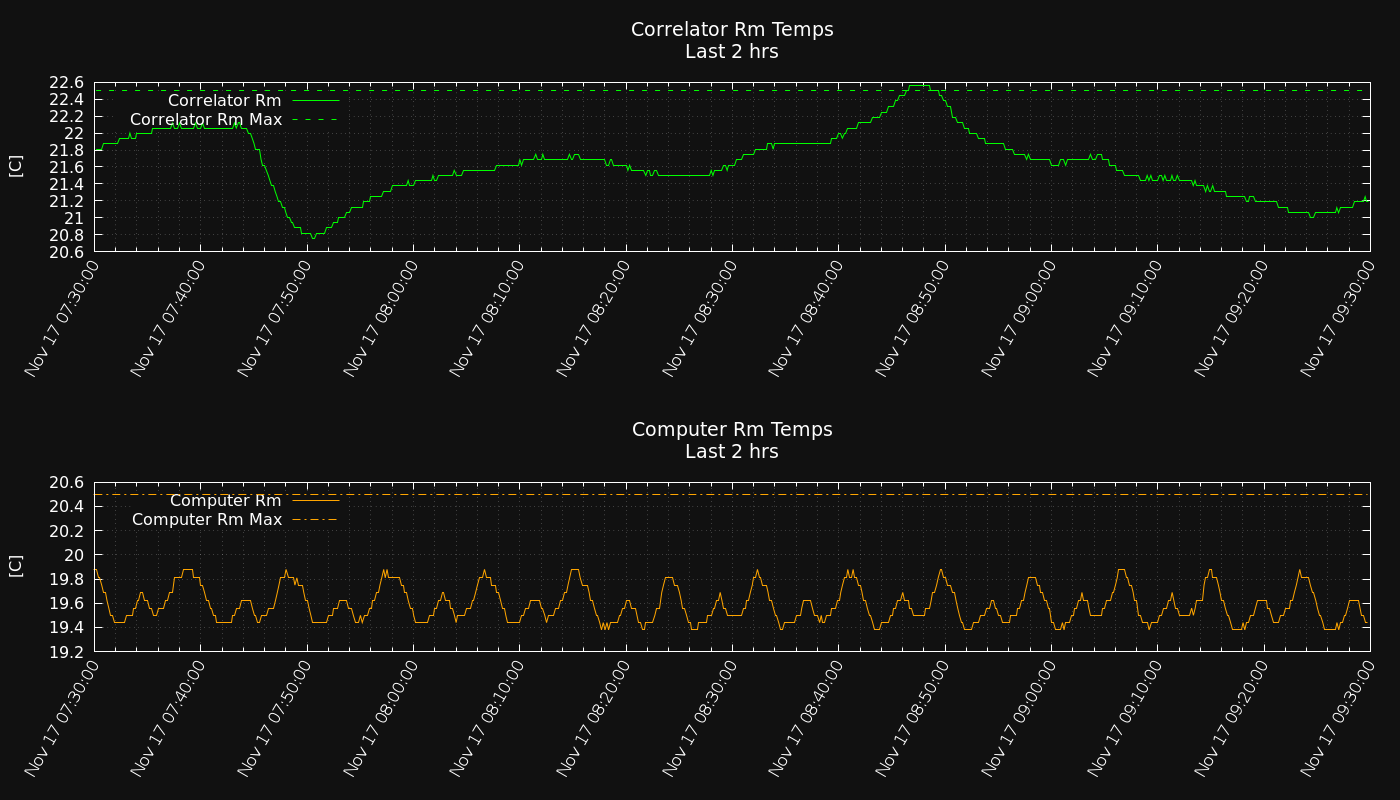 Correlator Rm Temps
Last 2 hrs
22.6
22.4
22.2
22
21.8
21.6
21.4
21.2
21
20.8
20.6
[C]
Correlator Rm
Correlator Rm Max
Nov 17 07:30:00
Nov 17 07:40:00
Nov 17 07:50:00
Nov 17 08:00:00
Nov 17 08:10:00
Nov 17 08:20:00
Nov 17 08:30:00
Nov 17 08:40:00
Nov 17 08:50:00
Nov 17 09:00:00
Nov 17 09:10:00
Nov 17 09:20:00
Nov 17 09:30:00
Computer Rm Temps
Last 2 hrs
20.6
20.4
20.2
20
19.8
19.6
19.4
19.2
[C]
Computer Rm
Computer Rm Max
Nov 17 07:30:00
Nov 17 07:40:00
Nov 17 07:50:00
Nov 17 08:00:00
Nov 17 08:10:00
Nov 17 08:20:00
Nov 17 08:30:00
Nov 17 08:40:00
Nov 17 08:50:00
Nov 17 09:00:00
Nov 17 09:10:00
Nov 17 09:20:00
Nov 17 09:30:00